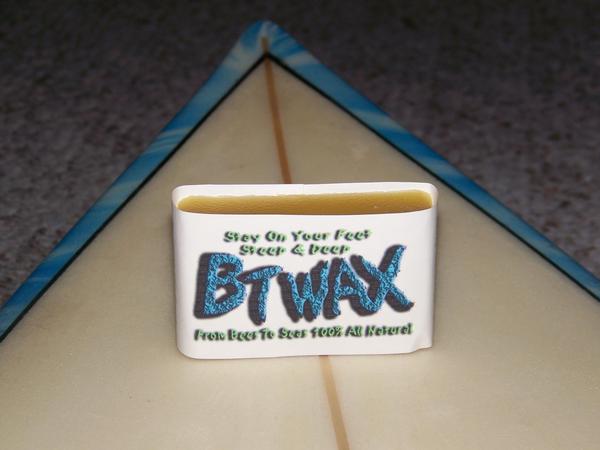 Stay On Your Feet
Steep & Deep
BTWAX
From Bees To Seas 100% All Natural